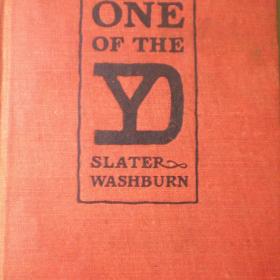 ONE
OF THE
YD
SLATER
WASHBURN